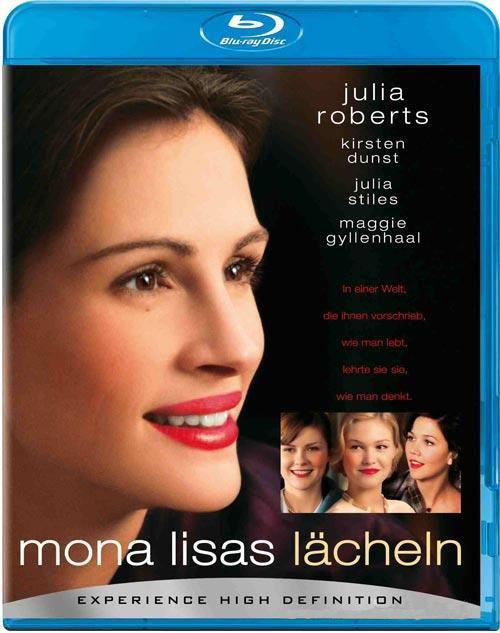 Blu-ray Disc
julia
roberts
kirsten
dunst
julia
stiles
maggie
gyllenhaal
In einer Welt,
die ihnen vorschrieb,
wie man lebt,
lehrte sie sie,
wie man denkt.
mona lisas lächeln
EXPERIENCE HIGH DEFINITION